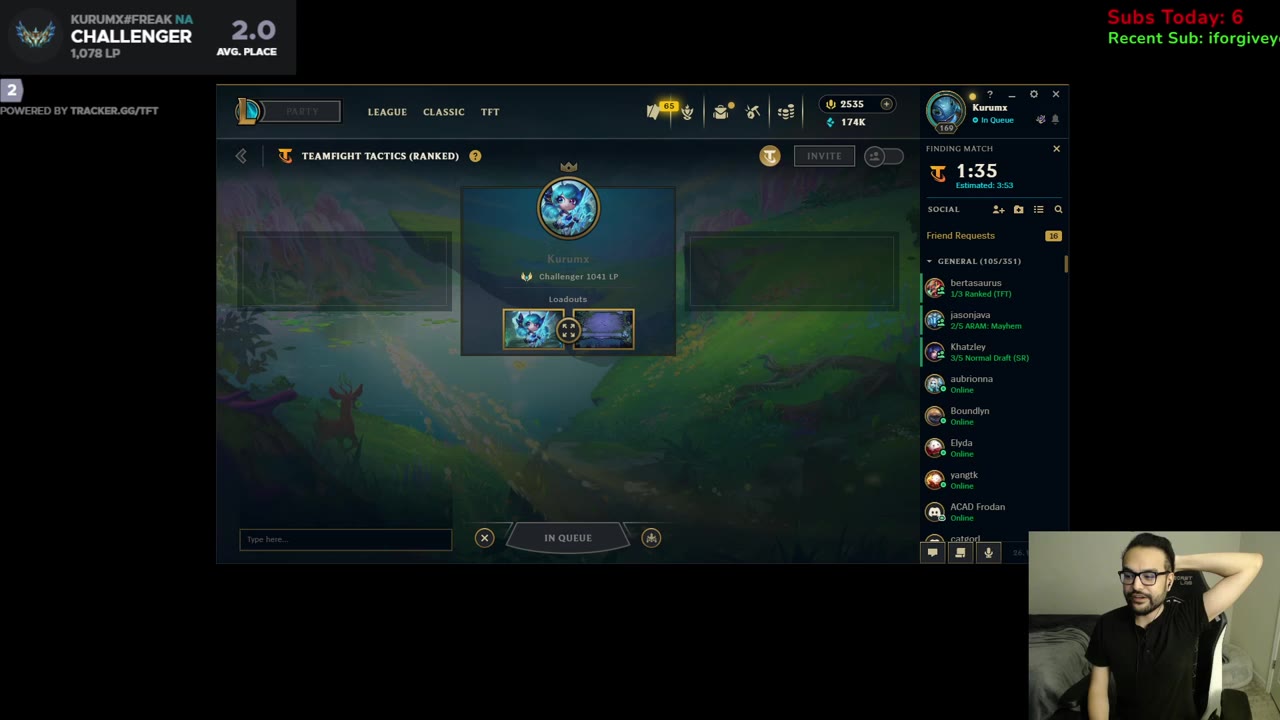 KURUMX#FREAK NA
CHALLENGER
1,078 LP
2.0
AVG. PLACE
Subs Today: 6
Recent Sub: iforgivey
2
POWERED BY TRACKER.GG/TFT
PARTY
LEAGUE
CLASSIC
TFT
65
2535
174K
169
Kurumx
In Queue
TEAMFIGHT TACTICS (RANKED)
INVITE
FINDING MATCH
1:35
Estimated: 3:53
SOCIAL
Friend Requests
16
GENERAL (105/351)
Kurumx
Challenger 1041 LP
Loadouts
bertasaurus
1/3 Ranked (TFT)
jasonjava
2/5 ARAM: Mayhem
Khatzley
3/5 Normal Draft (SR)
aubrionna
Online
Boundlyn
Online
Elyda
Online
yangtk
Online
ACAD Frodan
Online
Type here...
IN QUEUE
26.